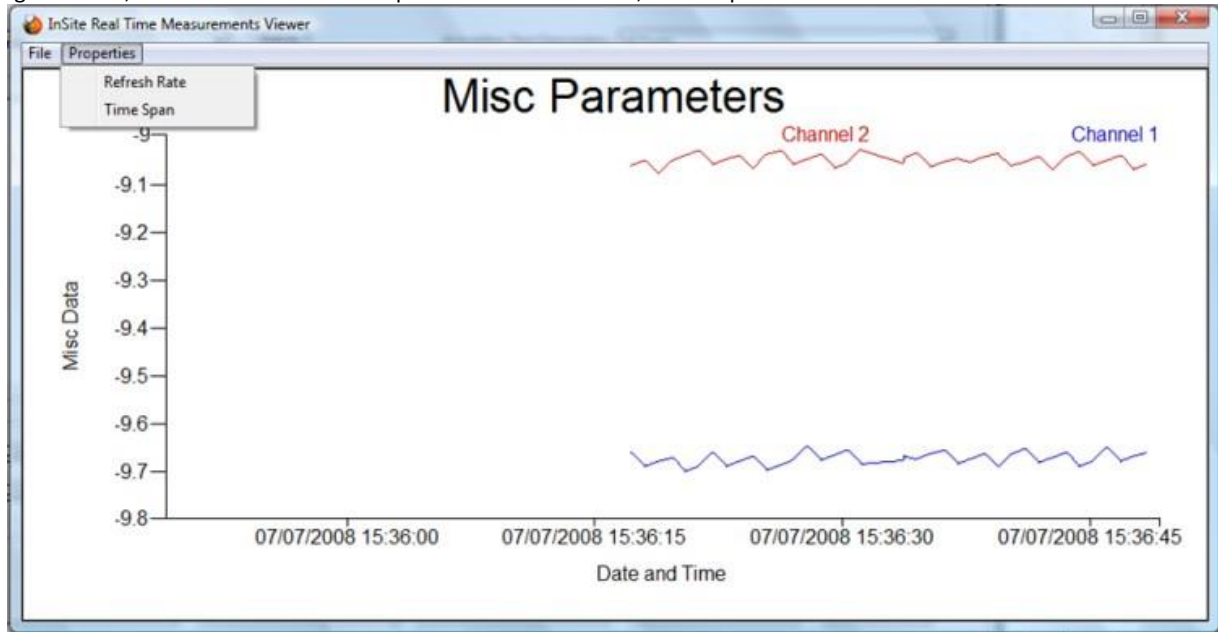 InSite Real Time Measurements Viewer
File Properties
Refresh Rate
Time Span
Misc Parameters
Channel 2 Channel 1
-9
-9.1
-9.2
-9.3
-9.4
-9.5
-9.6
-9.7
-9.8
Misc Data
07/07/2008 15:36:00 07/07/2008 15:36:15 07/07/2008 15:36:30 07/07/2008 15:36:45
Date and Time